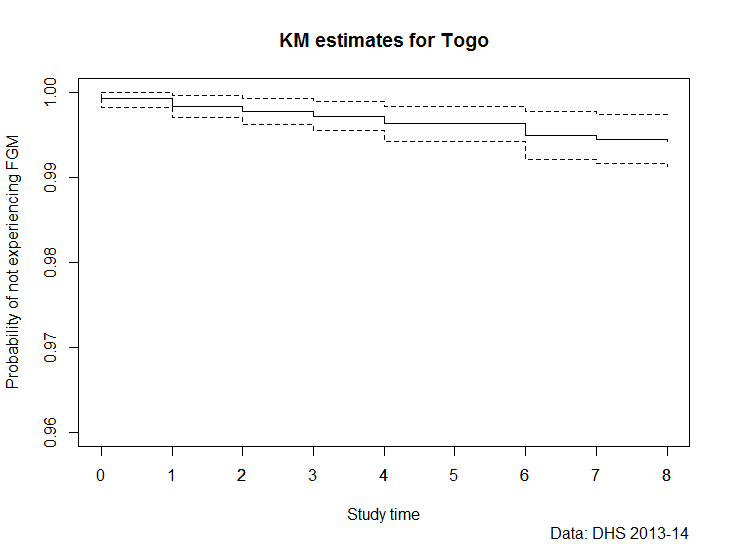 KM estimates for Togo
Probability of not experiencing FGM
1.00
0.99
0.98
0.97
0.96
0 1 2 3 4 5 6 7 8
Study time
Data: DHS 2013-14